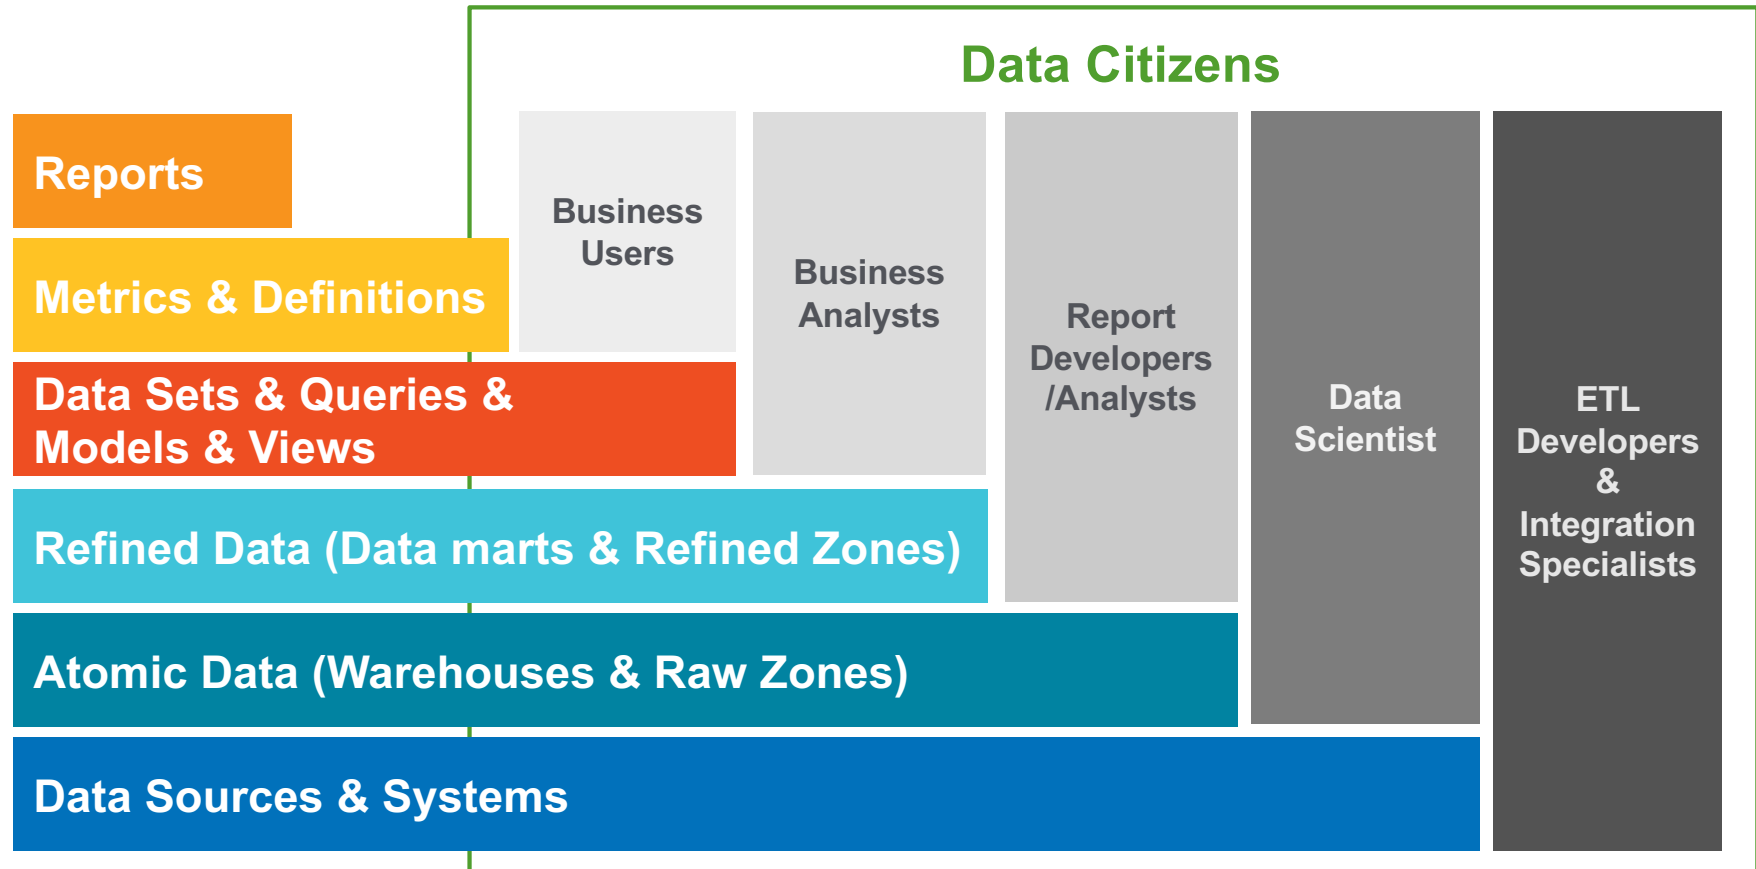 Data Citizens
Reports
Metrics & Definitions
Data Sets & Queries &
Models & Views
Refined Data (Data marts & Refined Zones)
Atomic Data (Warehouses & Raw Zones)
Data Sources & Systems
Business
Users
Business
Analysts
Report
Developers
/Analysts
Data
Scientist
ETL
Developers
&
Integration
Specialists